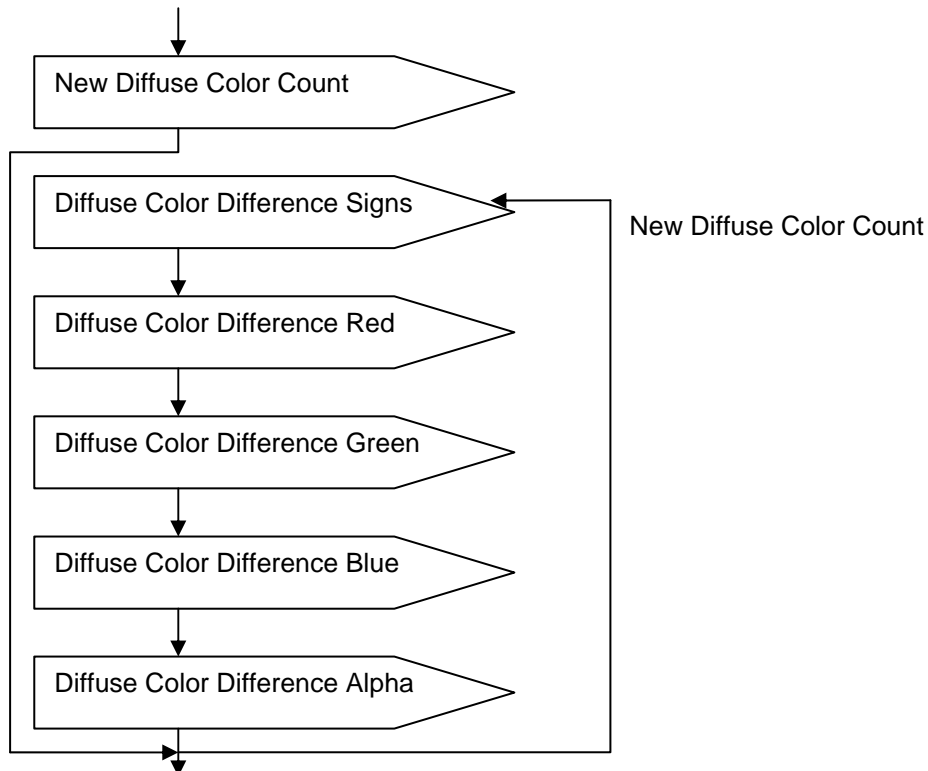 New Diffuse Color Count
Diffuse Color Difference Signs
New Diffuse Color Count
Diffuse Color Difference Red
Diffuse Color Difference Green
Diffuse Color Difference Blue
Diffuse Color Difference Alpha